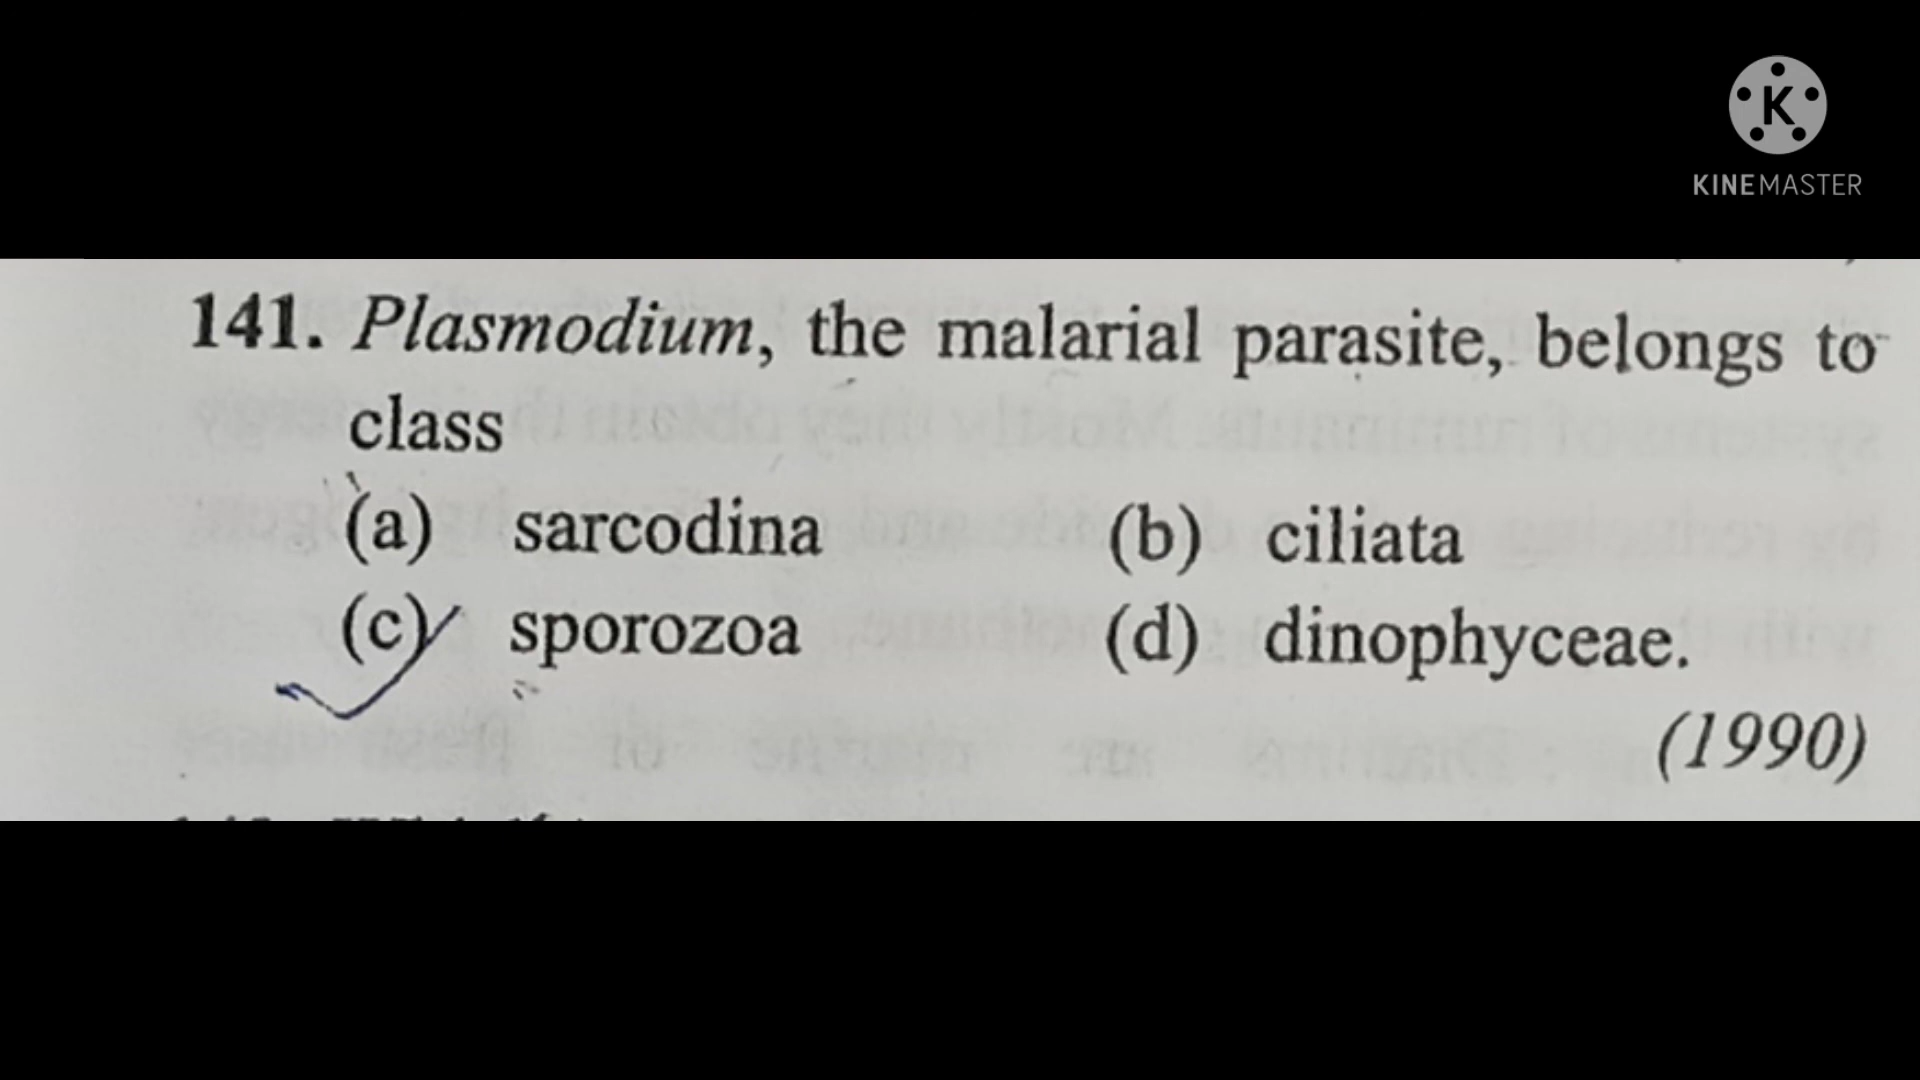 KINEMASTER
141. Plasmodium, the malarial parasite, belongs to
class
(a) sarcodina (b) ciliata
(c) sporozoa (d) dinophyceae.
(1990)